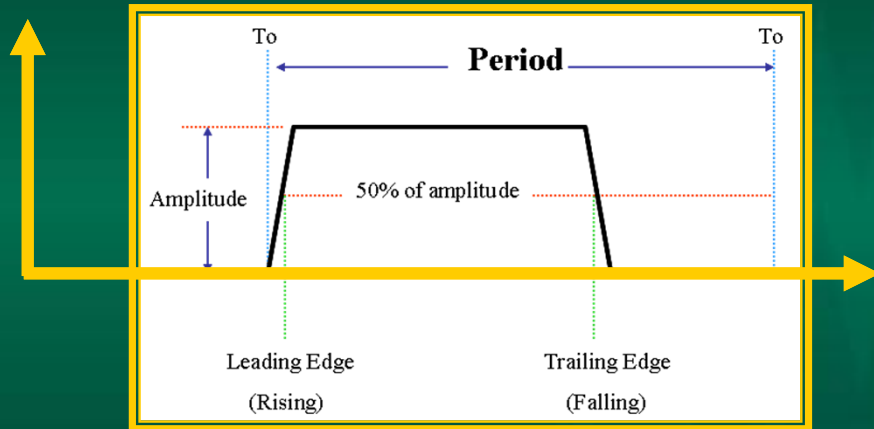 To
To
Period
Amplitude
50% of amplitude
Leading Edge
(Rising)
Trailing Edge
(Falling)